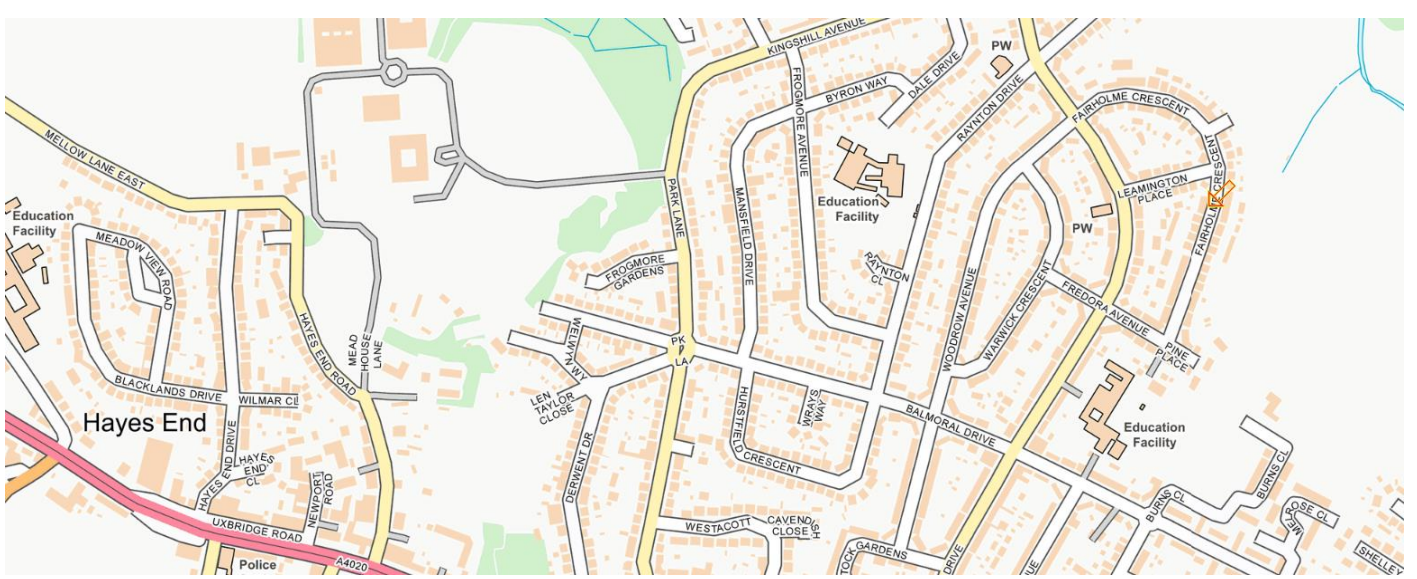 KINGSHILL AVENUE
PW
FROGMORE AVENUE
BYRON WAY
DALE DRIVE
RAYNTON DRIVE
FAIRHOLME CRESCENT
FAIRHOLME CRESCENT
MELLOW LANE EAST
PARK LANE
MANSFIELD DRIVE
Education
Facility
LEAMINGTON
PLACE
Education
Facility
PW
MEADOW VIEW
ROAD
FROGMORE
GARDENS
RAYNTON
CL
WOODROW AVENUE
WARWICK CRESCENT
FREDORA AVENUE
PINE
PLACE
HAYES END ROAD
MEAD
HOUSE
LANE
WELWYN WY
PK
LA
BLACKLANDS DRIVE
WILMAR CL
LEN
TAYLOR
CLOSE
HURSTFIELD CRESCENT
WRAYS
WAY
BALMORAL DRIVE
Hayes End
Education
Facility
HAYES END DRIVE
HAYES
END
CL
NEWPORT
ROAD
DERWENT DR
BURNS CL
BURNS CL
ROSE CL
UXBRIDGE ROAD
A4020
WESTACOTT
CAVENDISH
CLOSE
TOCK GARDENS
DRIVE
UE
SHELLEY
Police